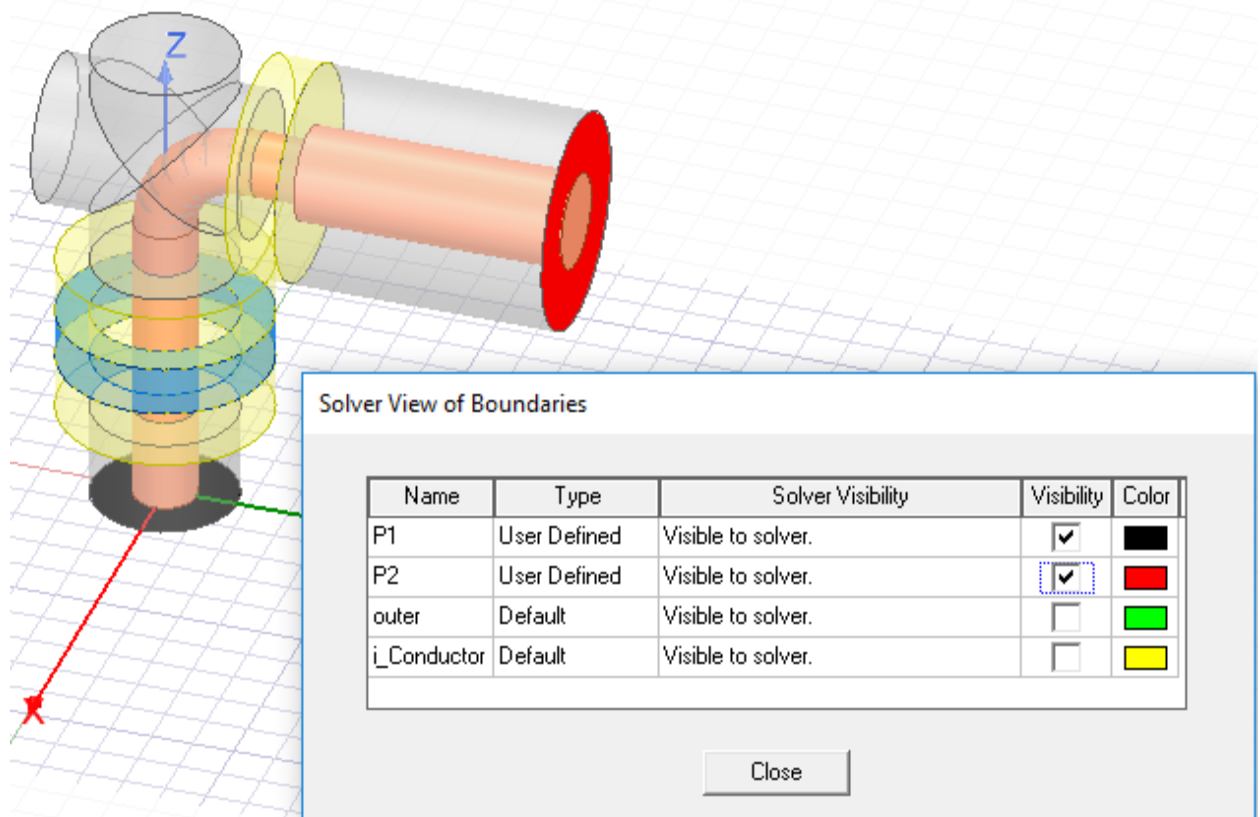 Z
X
Solver View of Boundaries
Name Type Solver Visibility Visibility Color
P1 User Defined Visible to solver.
P2 User Defined Visible to solver.
outer Default Visible to solver.
i_Conductor Default Visible to solver.
Close